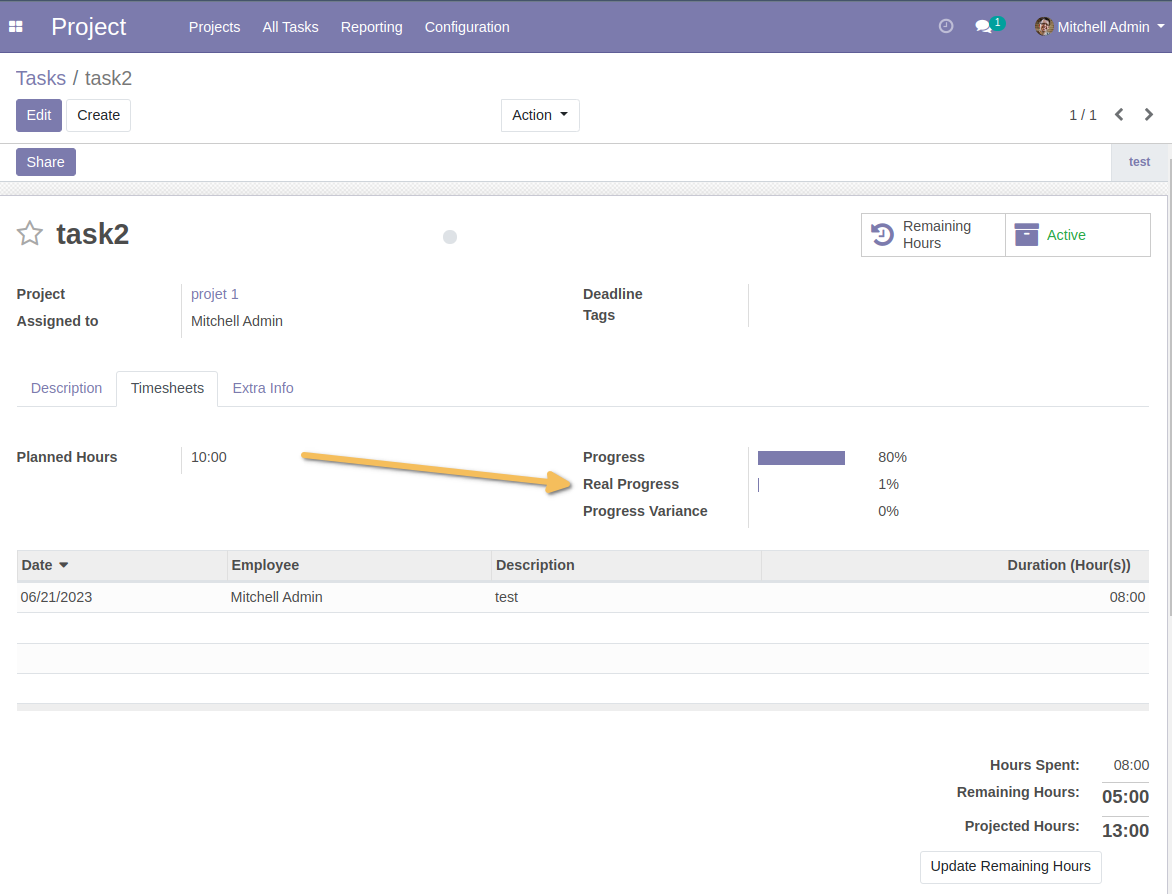 Project Projects All Tasks Reporting Configuration 1 Mitchell Admin
Tasks / task2
Edit Create Action 1 / 1
Share test
task2
Remaining
Hours
Active
Project projet 1 Deadline
Assigned to Mitchell Admin Tags
Description Timesheets Extra Info
Planned Hours 10:00 Progress 80%
Real Progress 1%
Progress Variance 0%
Date Employee Description Duration (Hour(s))
06/21/2023 Mitchell Admin test 08:00
Hours Spent: 08:00
Remaining Hours: 05:00
Projected Hours: 13:00
Update Remaining Hours